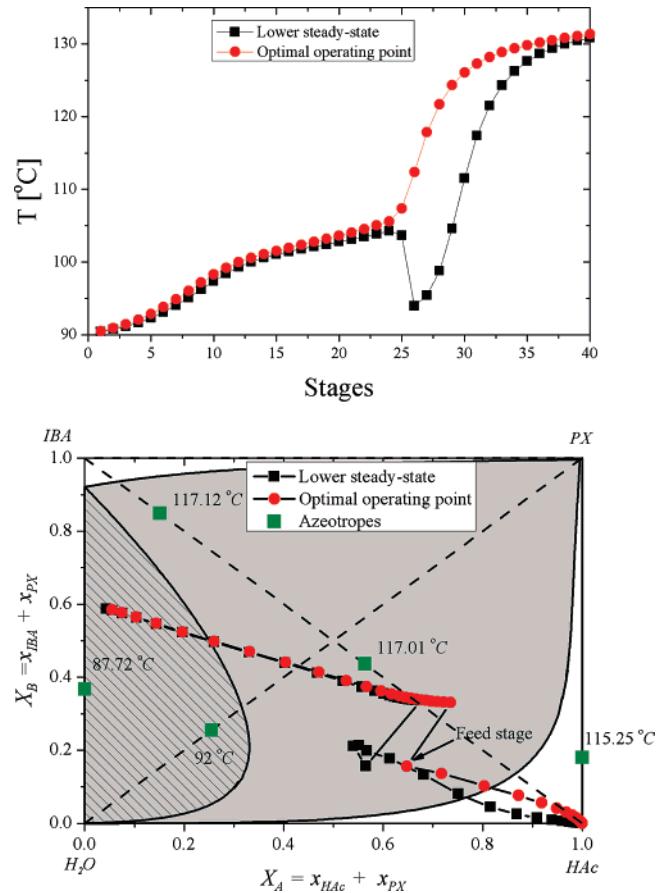 130
120
110
100
90
T [°C]
Lower steady-state
Optimal operating point
0 5 10 15 20 25 30 35 40
Stages
IBA
PX
1.0
0.8
0.6
0.4
0.2
0.0
X_B = x_IBA + x_PX
Lower steady-state
Optimal operating point
Azeotropes
117.12 °C
117.01 °C
87.72 °C
92 °C
Feed stage
115.25 °C
0.0 0.2 0.4 0.6 0.8 1.0
H₂O
HAc
X_A = x_HAc + x_PX